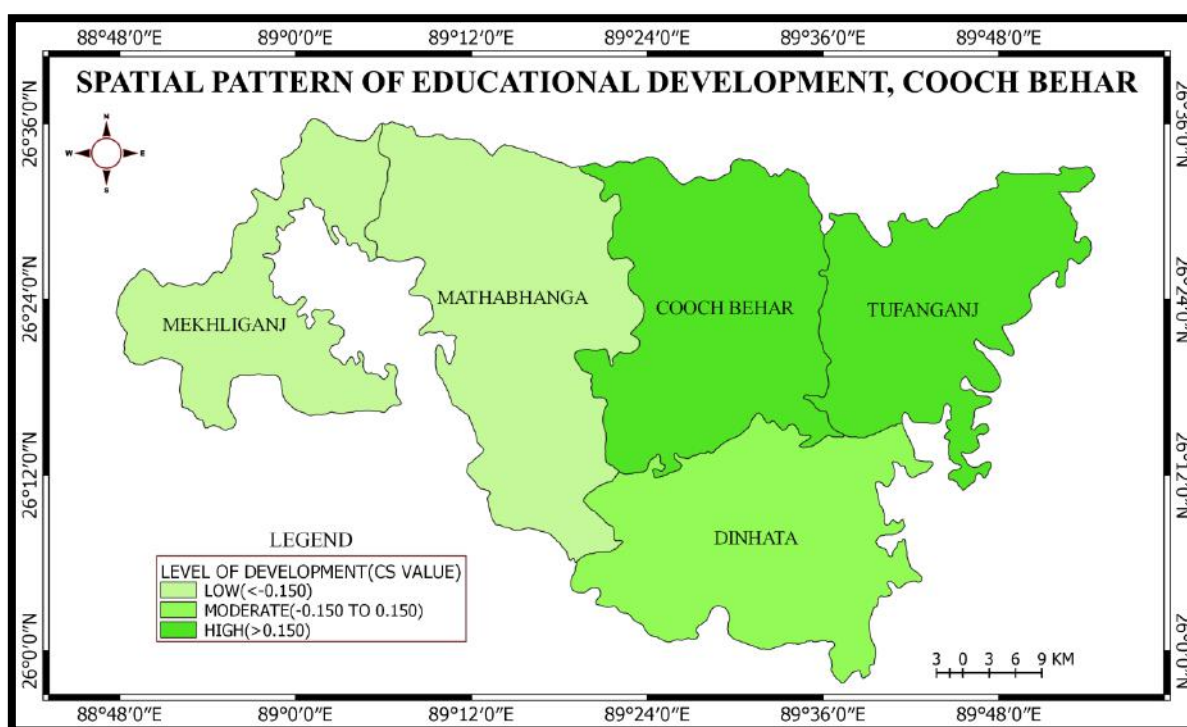 88°48′0″E 89°0′0″E 89°12′0″E 89°24′0″E 89°36′0″E 89°48′0″E
SPATIAL PATTERN OF EDUCATIONAL DEVELOPMENT, COOCH BEHAR
26°36′0″N
26°36′0″N
N
W E
S
26°24′0″N
26°24′0″N
MEKHLIGANJ
MATHABHANGA
COOCH BEHAR
TUFANGANJ
26°12′0″N
26°12′0″N
DINHATA
LEGEND
LEVEL OF DEVELOPMENT(CS VALUE)
LOW(<-0.150)
MODERATE(-0.150 TO 0.150)
HIGH(>0.150)
26°0′0″N
26°0′0″N
3 0 3 6 9 KM
88°48′0″E 89°0′0″E 89°12′0″E 89°24′0″E 89°36′0″E 89°48′0″E